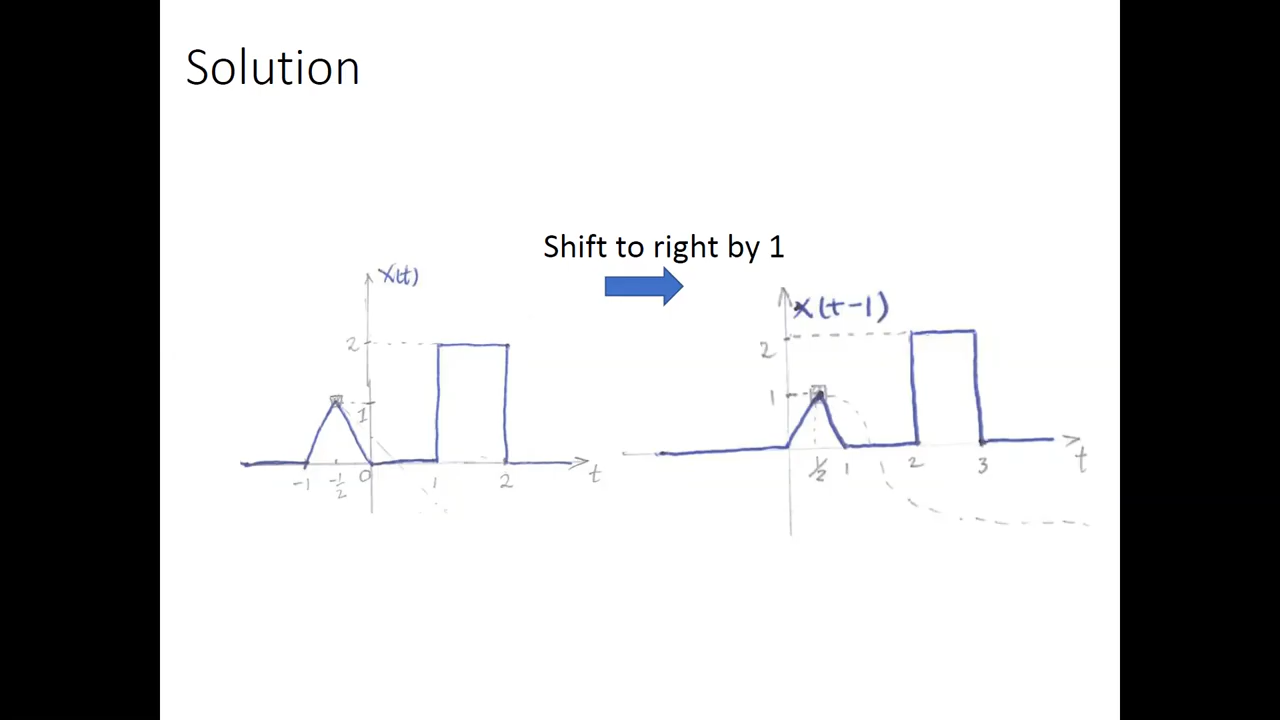 Solution
Shift to right by 1
x(t)
2
1
-1
-1/2
0
1
2
t
x(t-1)
2
1
1/2
1
2
3
t